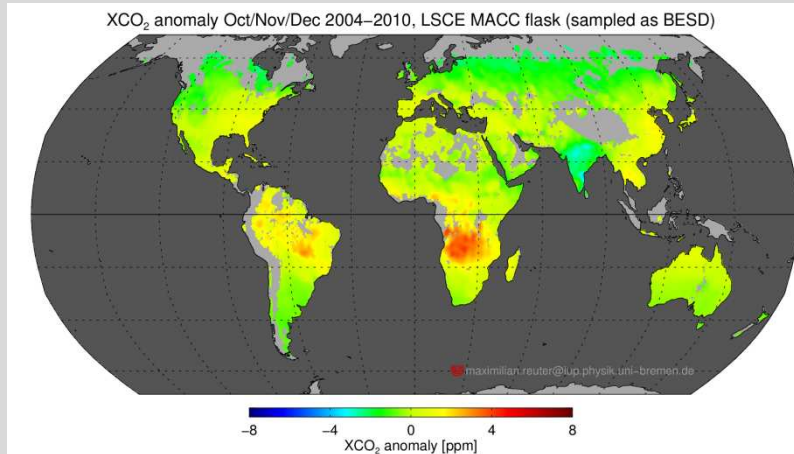 XCO₂ anomaly Oct/Nov/Dec 2004−2010, LSCE MACC flask (sampled as BESD)
maximilian.reuter@iup.physik.uni−bremen.de
−8 −4 0 4 8
XCO₂ anomaly [ppm]